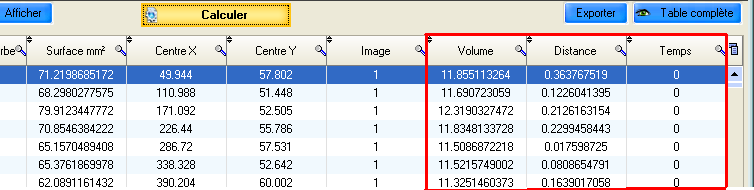 Afficher Calculer Exporter Table complète
rbe Surface mm² Centre X Centre Y Image Volume Distance Temps
71.2198685172 49.944 57.802 1 11.855113264 0.363767519 0
68.2980277575 110.988 51.448 1 11.690723059 0.1226041395 0
79.9123447772 171.092 52.505 1 12.3190327472 0.2126163154 0
70.8546384222 226.44 55.786 1 11.8348133728 0.2299458443 0
65.1570489408 286.72 57.531 1 11.5086872218 0.017598725 0
65.3761869978 338.328 52.642 1 11.5215749002 0.0808654791 0
62.0891161432 390.204 60.002 1 11.3251460373 0.1639017058 0